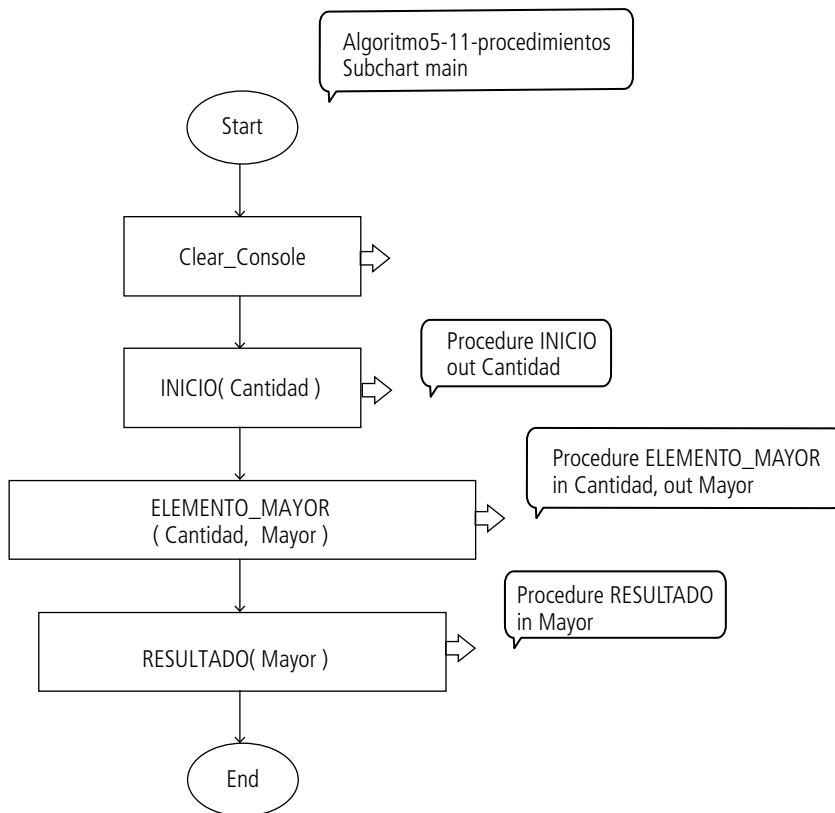 Algoritmo5-11-procedimientos
Subchart main
Start
Clear_Console
Procedure INICIO
out Cantidad
INICIO( Cantidad )
Procedure ELEMENTO_MAYOR
in Cantidad, out Mayor
ELEMENTO_MAYOR
( Cantidad, Mayor )
Procedure RESULTADO
in Mayor
RESULTADO( Mayor )
End